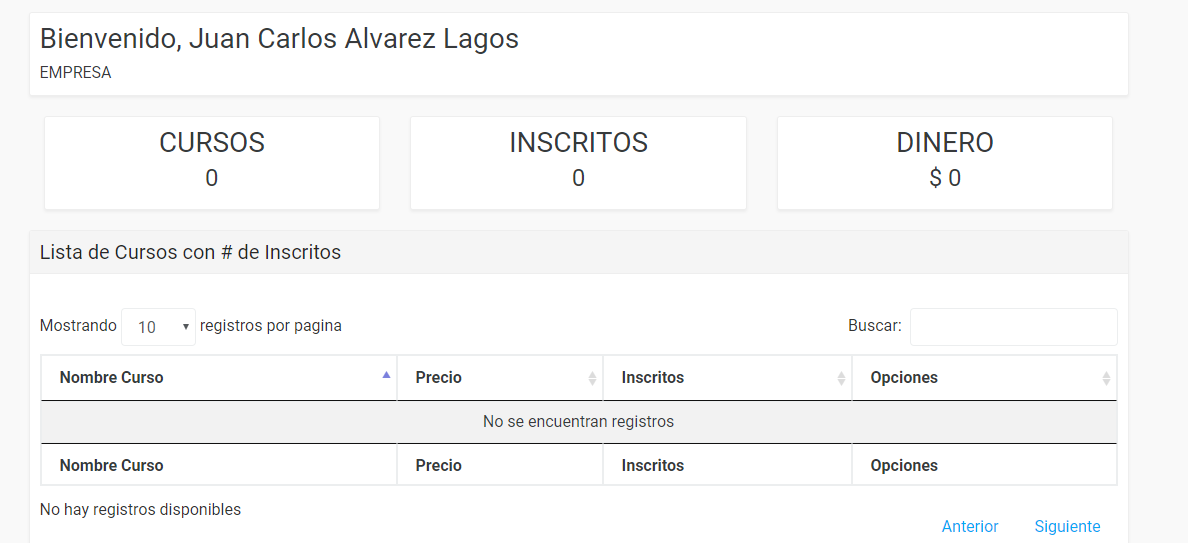 Bienvenido, Juan Carlos Alvarez Lagos
EMPRESA
CURSOS
0
INSCRITOS
0
DINERO
$ 0
Lista de Cursos con # de Inscritos
Mostrando 10 registros por pagina
Buscar:
Nombre Curso Precio Inscritos Opciones
No se encuentran registros
Nombre Curso Precio Inscritos Opciones
No hay registros disponibles
Anterior Siguiente